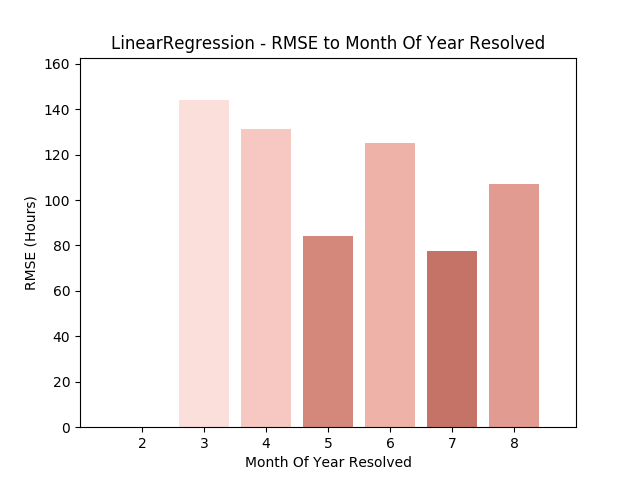 LinearRegression - RMSE to Month Of Year Resolved
160
140
120
100
80
60
40
20
0
RMSE (Hours)
2 3 4 5 6 7 8
Month Of Year Resolved